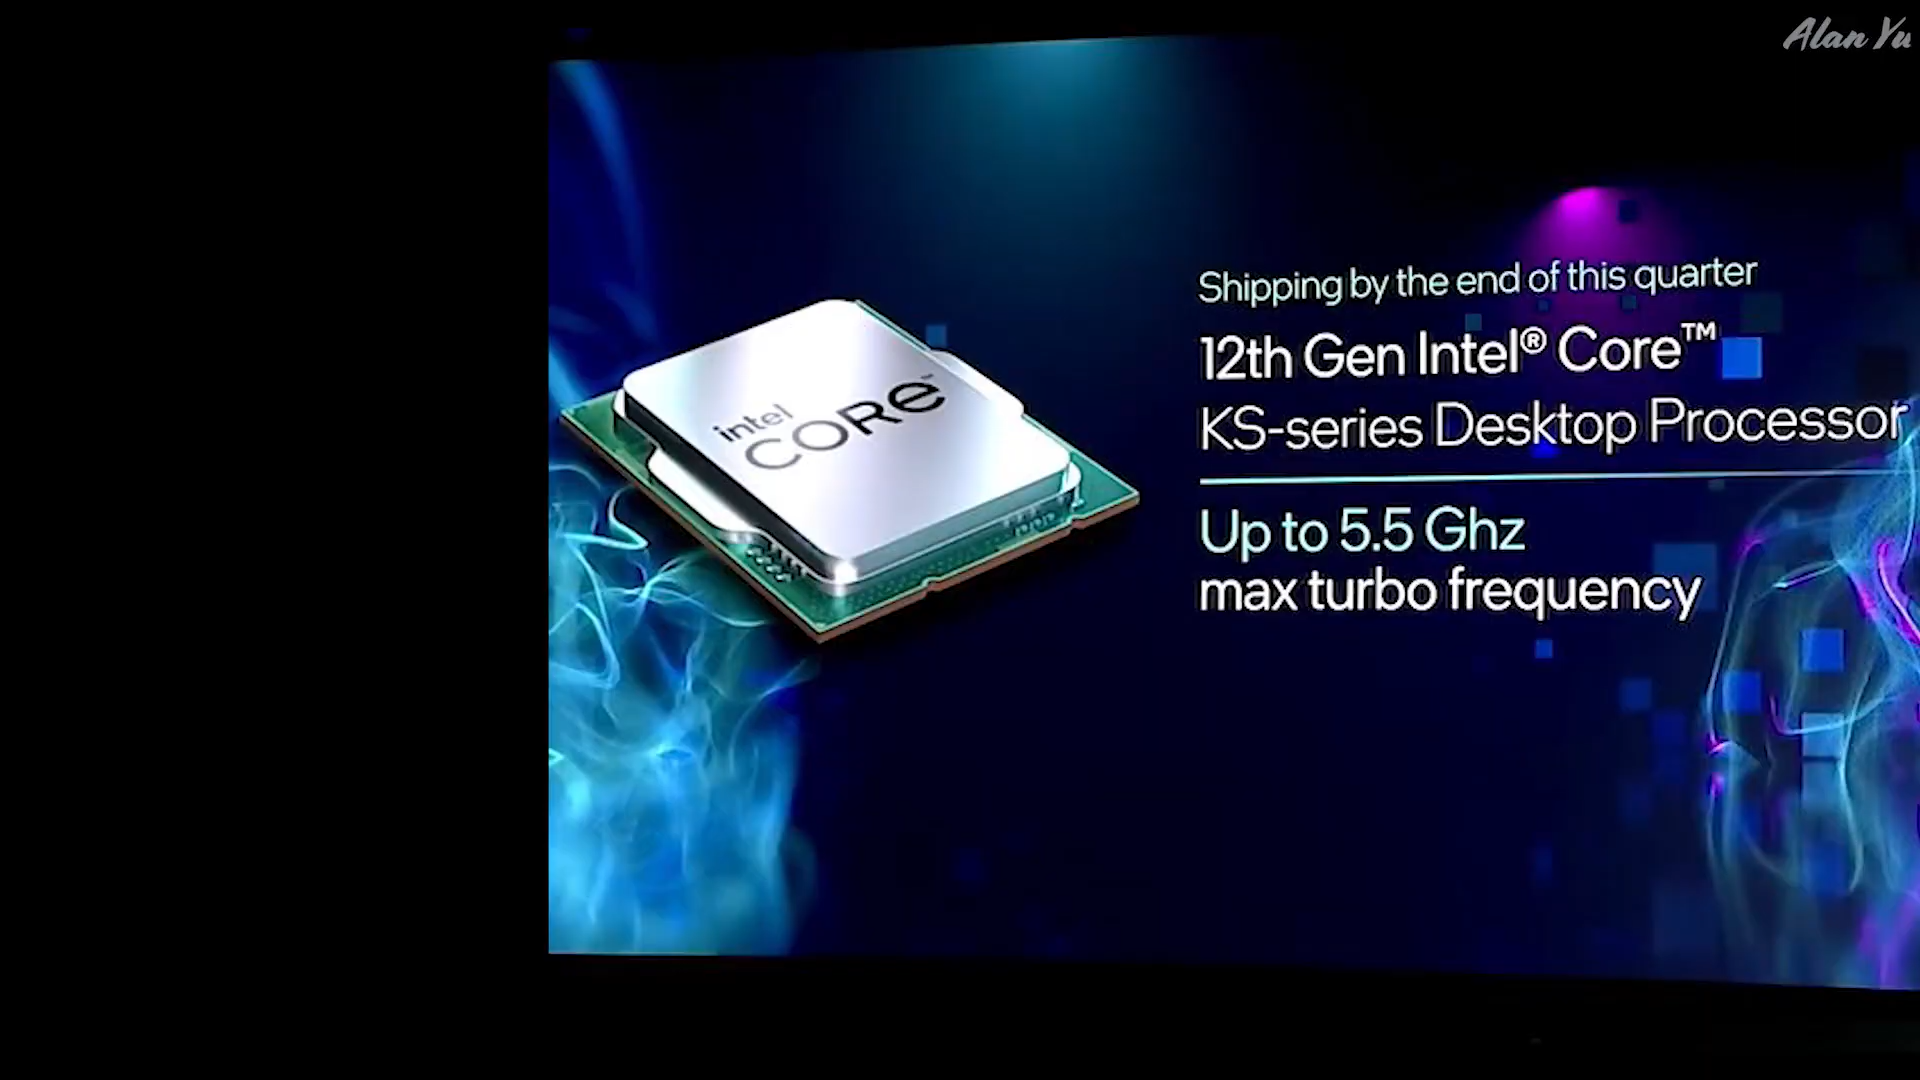 Alan Yu
Shipping by the end of this quarter
12th Gen Intel® Core™
KS-series Desktop Processor
Up to 5.5 Ghz
max turbo frequency
intel
CORE™